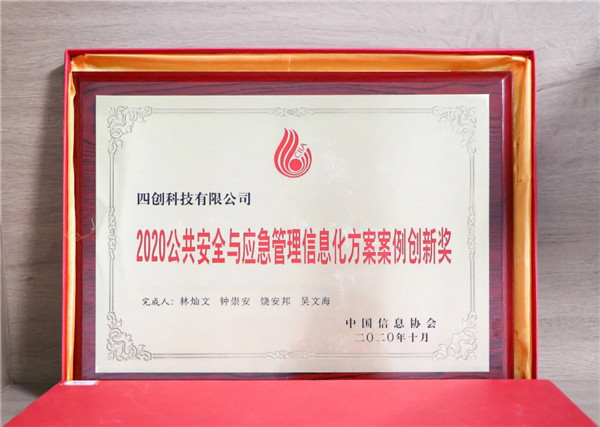 CIIA
四创科技有限公司
2020公共安全与应急管理信息化方案案例创新奖
完成人：林灿文 钟崇安 饶安邦 吴文海
中国信息协会
二〇二〇年十月